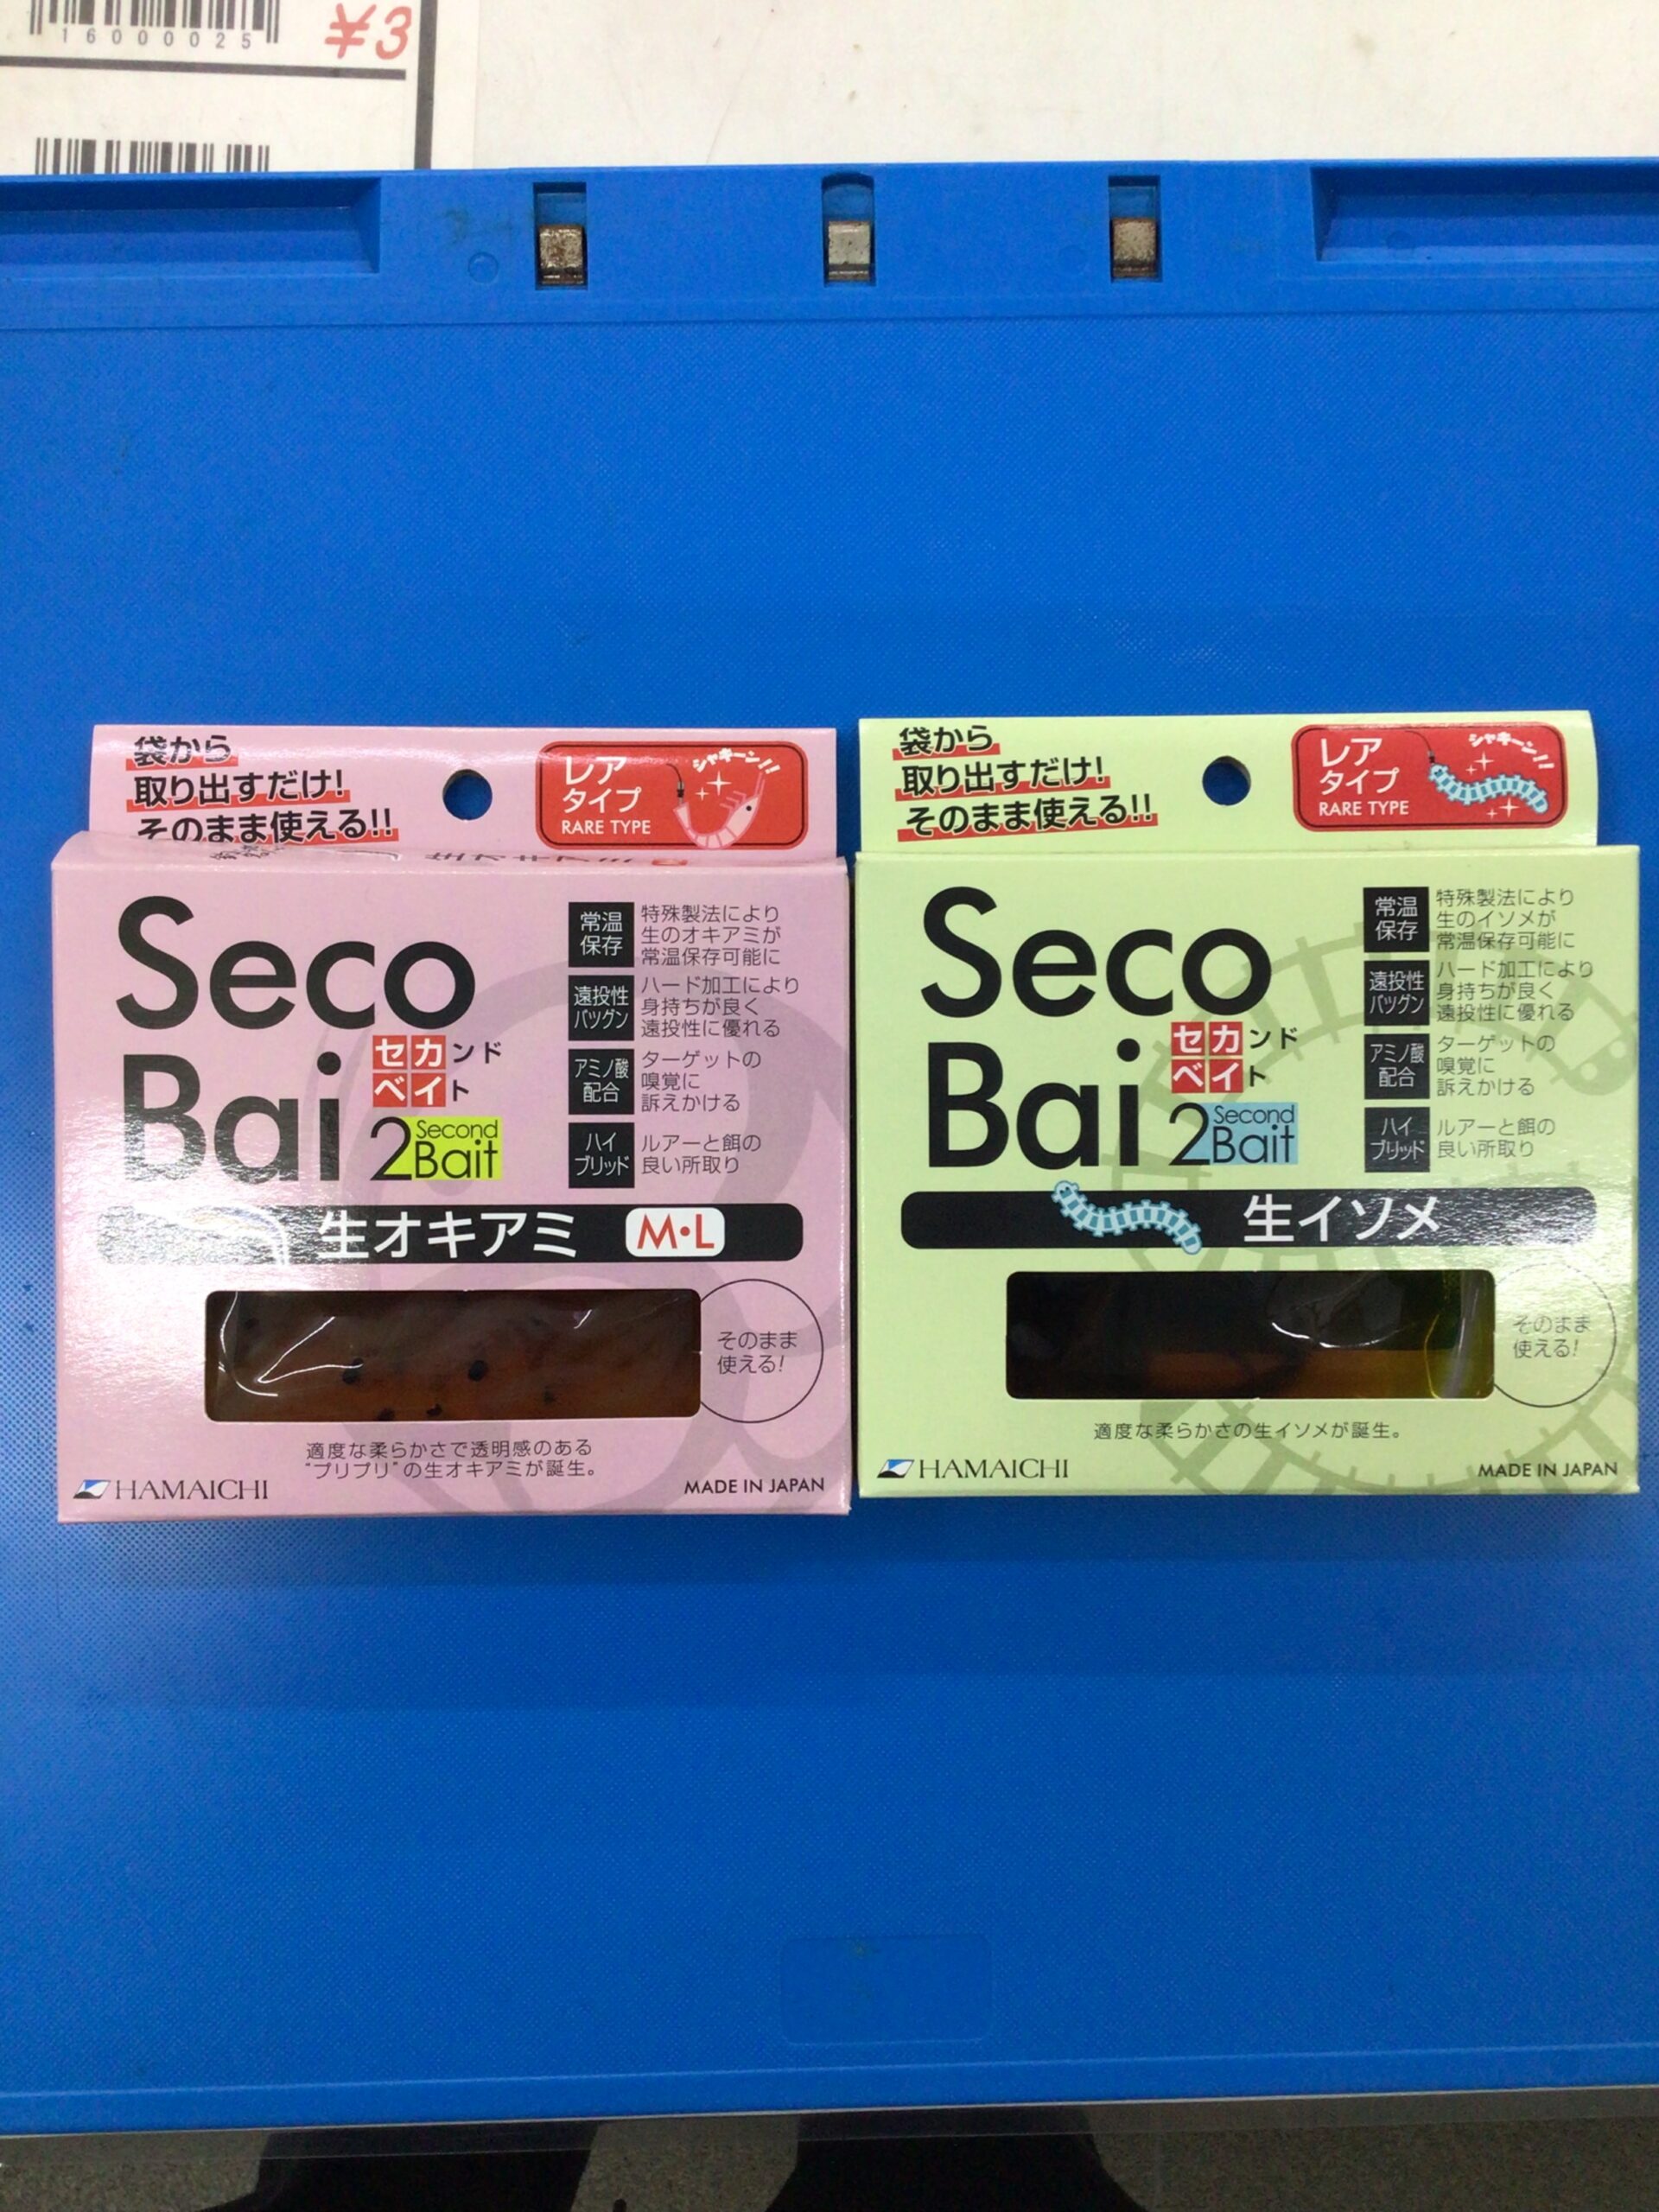 16000025
¥3
袋から
取り出すだけ!
そのまま使える!!
レア
タイプ
RARE TYPE
シャキーン!!
Seco
Bai
セカンド
ベイト
2
Second
Bait
常温
保存
特殊製法により
生のオキアミが
常温保存可能に
遠投性
バツグン
ハード加工により
身持ちが良く
遠投性に優れる
アミノ酸
配合
ターゲットの
嗅覚に
訴えかける
ハイ
ブリッド
ルアーと餌の
良い所取り
生オキアミ M・L
そのまま
使える!
適度な柔らかさで透明感のある
"プリプリ"の生オキアミが誕生。
HAMAICHI
MADE IN JAPAN
袋から
取り出すだけ!
そのまま使える!!
レア
タイプ
RARE TYPE
シャキーン!!
Seco
Bai
セカンド
ベイト
2
Second
Bait
常温
保存
特殊製法により
生のイソメが
常温保存可能に
遠投性
バツグン
ハード加工により
身持ちが良く
遠投性に優れる
アミノ酸
配合
ターゲットの
嗅覚に
訴えかける
ハイ
ブリッド
ルアーと餌の
良い所取り
生イソメ
そのまま
使える!
適度な柔らかさの生イソメが誕生。
HAMAICHI
MADE IN JAPAN